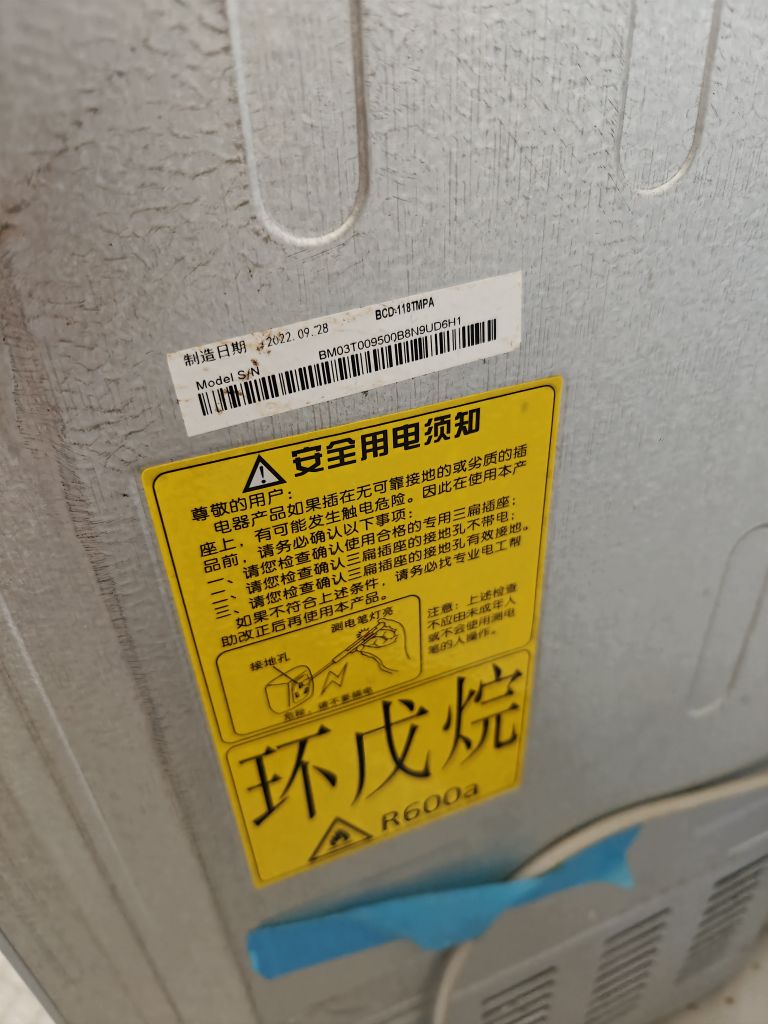 制造日期 2022.09.28 BCD-118TMPA
Model S/N BM03T009500B8N9UD6H1
安全用电须知
尊敬的用户：
电器产品如果插在无可靠接地的或劣质的插
座上，有可能发生触电危险。因此在使用本产
品前，请务必确认以下事项：
一、请您检查确认使用合格的专用三扁插座；
二、请您检查确认三扁插座的接地孔不带电；
三、请您检查确认三扁插座的接地孔有效接地。
如果不符合上述条件，请务必找专业电工帮
助改正后再使用本产品。
测电笔灯亮
接地孔
危险，请不要插电
注意：上述检查
不应由未成年人
或不会使用测电
笔的人操作。
环戊烷
R600a